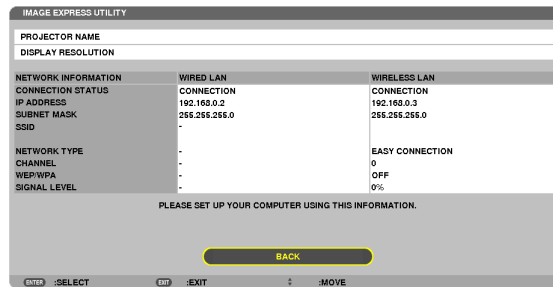 IMAGE EXPRESS UTILITY
PROJECTOR NAME
DISPLAY RESOLUTION
NETWORK INFORMATION WIRED LAN WIRELESS LAN
CONNECTION STATUS CONNECTION CONNECTION
IP ADDRESS 192.168.0.2 192.168.0.3
SUBNET MASK 255.255.255.0 255.255.255.0
SSID -
NETWORK TYPE - EASY CONNECTION
CHANNEL - 0
WEP/WPA - OFF
SIGNAL LEVEL - 0%
PLEASE SET UP YOUR COMPUTER USING THIS INFORMATION.
BACK
ENTER :SELECT EXIT :EXIT :MOVE